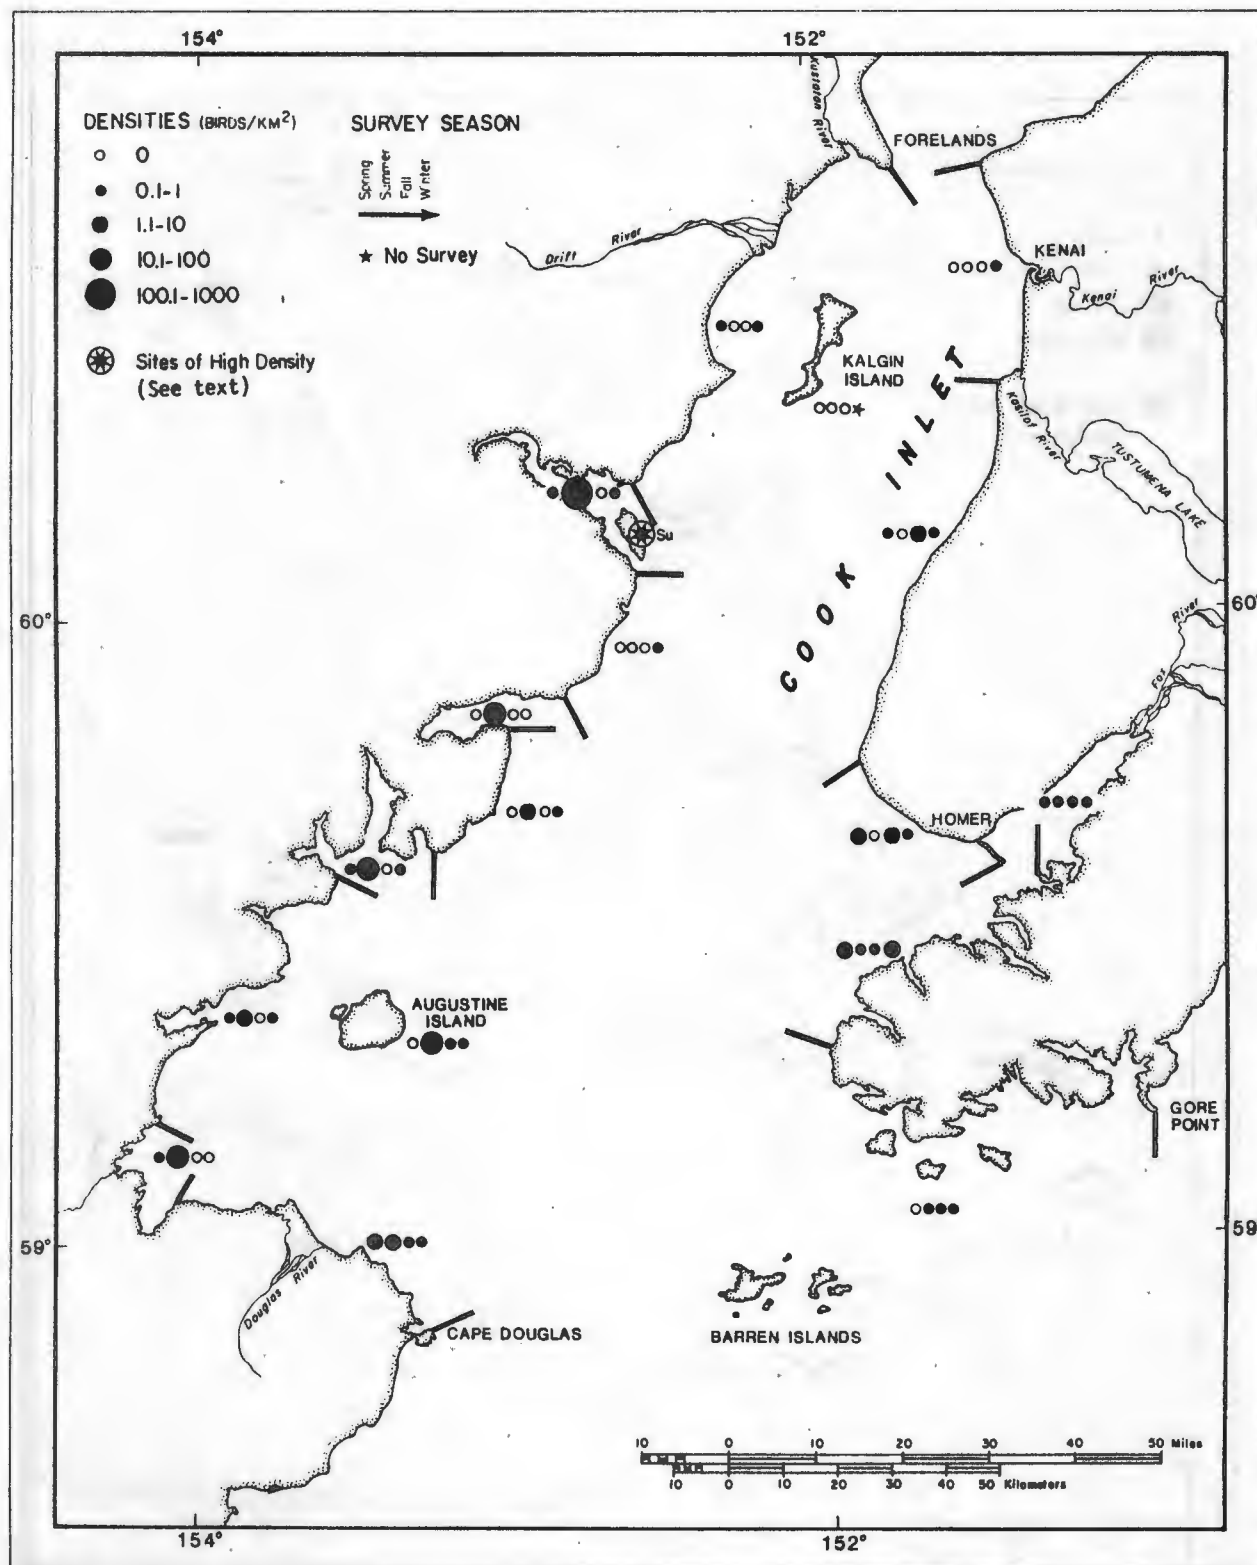 154°
152°
DENSITIES (BIRDS/KM²)
0
0.1-1
1.1-10
10.1-100
100.1-1000
Sites of High Density
(See text)
SURVEY SEASON
Spring
Summer
Fall
Winter
★ No Survey
Kustatan River
FORELANDS
Drift River
KENAI
Kenai River
KALGIN
ISLAND
Kasilof River
TUSTUMENA LAKE
COOK INLET
Su
60°
60°
Fox River
HOMER
AUGUSTINE
ISLAND
GORE
POINT
59°
59
Douglas River
CAPE DOUGLAS
BARREN ISLANDS
10 0 10 20 30 40 50 Miles
10 0 10 20 30 40 50 Kilometers
154°
152°